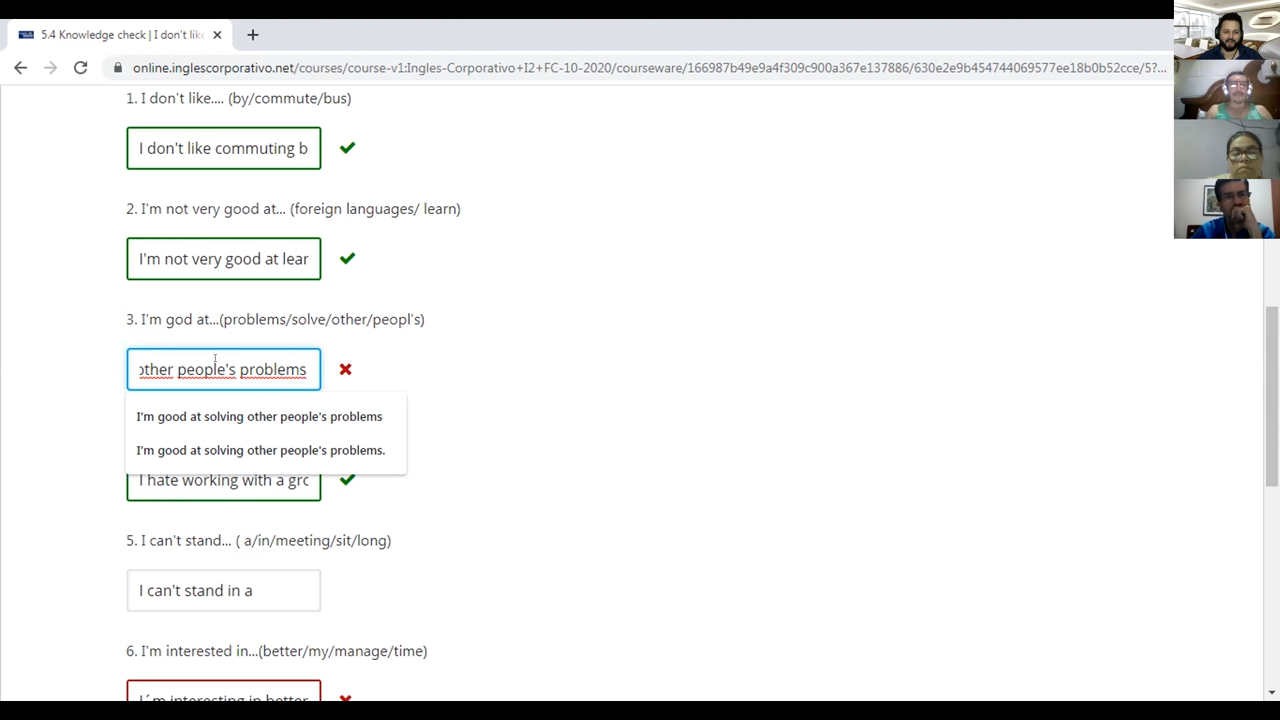 5.4 Knowledge check | I don't like
online.inglescorporativo.net/courses/course-v1:Ingles-Corporativo+I2+FC-10-2020/courseware/166987b49e9a4f309c900a367e137886/630e2e9b454744069577ee18b0b52cce/5?...
1. I don't like.... (by/commute/bus)
I don't like commuting b
2. I'm not very good at... (foreign languages/ learn)
I'm not very good at lear
3. I'm god at...(problems/solve/other/peopl's)
other people's problems
I'm good at solving other people's problems
I'm good at solving other people's problems.
I hate working with a grc
5. I can't stand... ( a/in/meeting/sit/long)
I can't stand in a
6. I'm interested in...(better/my/manage/time)
I´m interesting in better